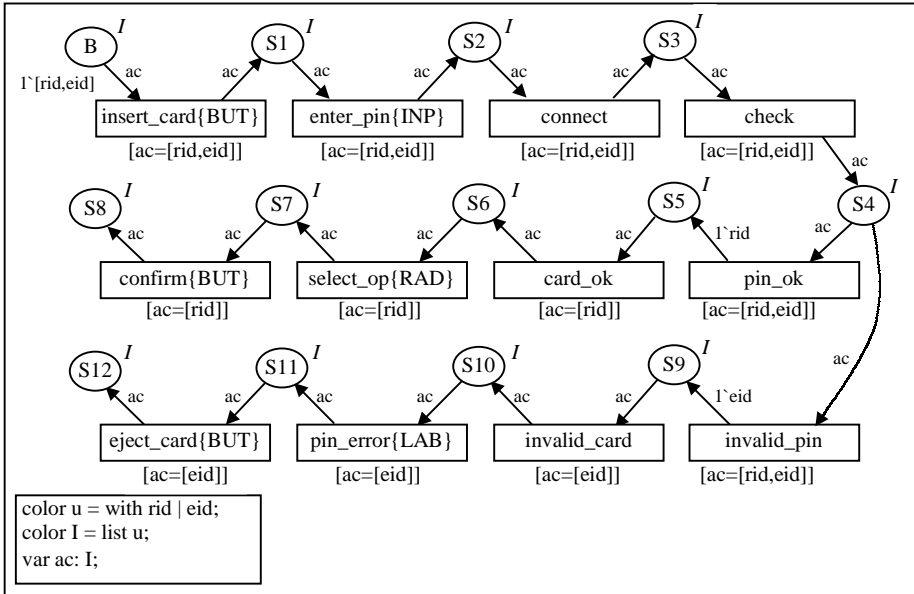 B I S1 I S2 I S3 I
1`[rid,eid] ac ac ac ac ac ac ac
insert_card{BUT} enter_pin{INP} connect check
[ac=[rid,eid]] [ac=[rid,eid]] [ac=[rid,eid]] [ac=[rid,eid]]
ac
S8 I S7 I S6 I S5 I S4 I
ac ac ac ac ac ac 1`rid ac
confirm{BUT} select_op{RAD} card_ok pin_ok
[ac=[rid]] [ac=[rid]] [ac=[rid]] [ac=[rid,eid]]
ac
S12 I S11 I S10 I S9 I
ac ac ac ac ac ac 1`eid
eject_card{BUT} pin_error{LAB} invalid_card invalid_pin
[ac=[eid]] [ac=[eid]] [ac=[eid]] [ac=[rid,eid]]
color u = with rid | eid;
color I = list u;
var ac: I;